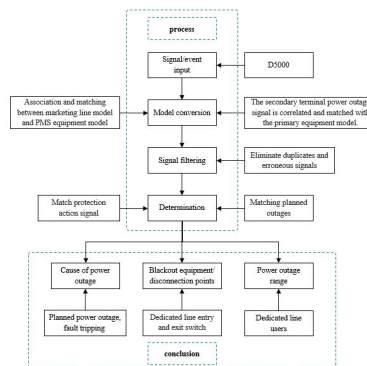 process
Signal/event
input
D5000
Association and matching
between marketing line model
and PMS equipment model
Model conversion
The secondary terminal power outage
signal is correlated and matched with
the primary equipment model.
Signal filtering
Eliminate duplicates and
erroneous signals
Match protection
action signal
Determination
Matching planned
outages
Cause of power
outage
Blackout equipment/
disconnection points
Power outage
range
Planned power outage,
fault tripping
Dedicated line entry
and exit switch
Dedicated line
users
conclusion